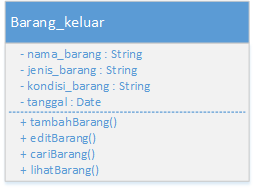 Barang_keluar
- nama_barang : String
- jenis_barang : String
- kondisi_barang : String
- tanggal : Date
+ tambahBarang()
+ editBarang()
+ cariBarang()
+ lihatBarang()